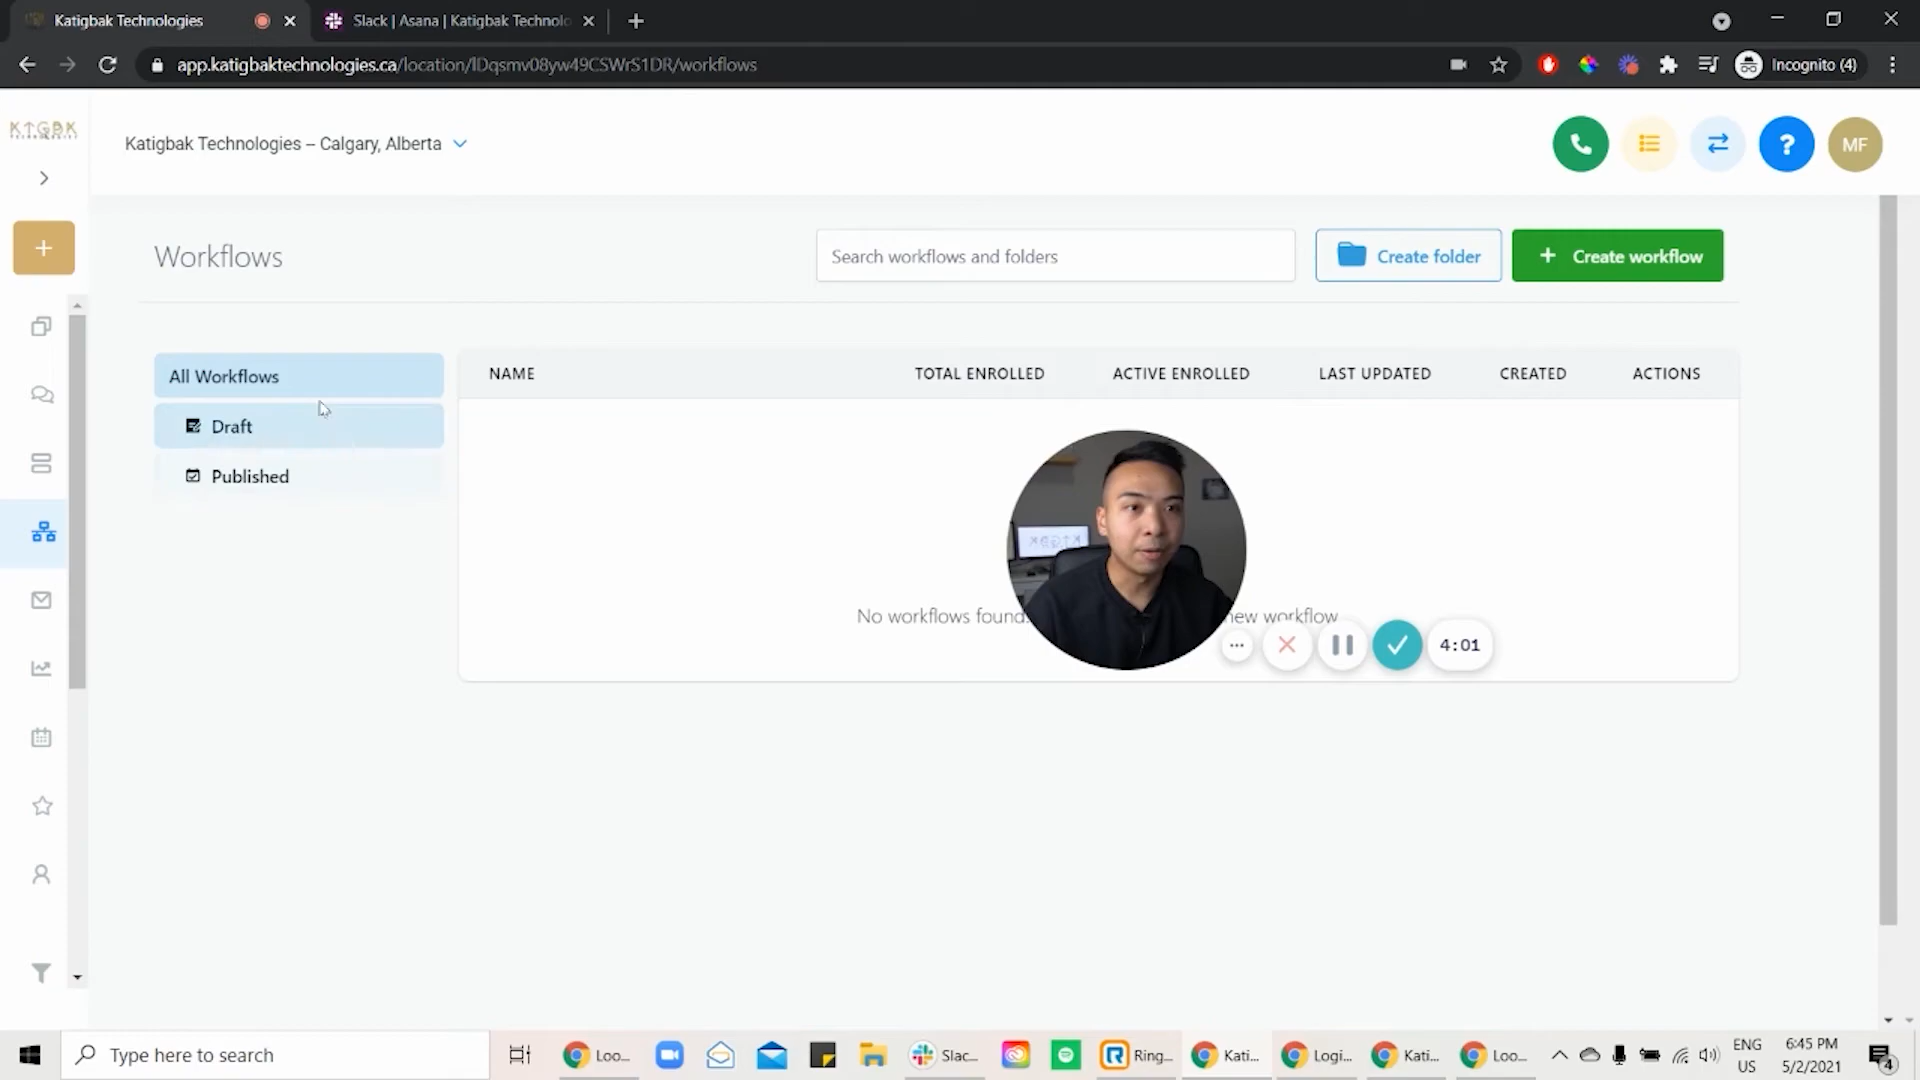 Katigbak Technologies
Slack | Asana | Katigbak Technolo
app.katigbaktechnologies.ca/location/lDqsmv08yw49CSWrS1DR/workflows
Incognito (4)
KTGBK
TECHNOLOGIES
Katigbak Technologies – Calgary, Alberta
?
MF
Workflows
Search workflows and folders
Create folder
+ Create workflow
All Workflows
Draft
Published
NAME
TOTAL ENROLLED
ACTIVE ENROLLED
LAST UPDATED
CREATED
ACTIONS
No workflows found. new workflow
4:01
Type here to search
Loo...
Slac...
Ring...
Kati...
Logi...
Kati...
Loo...
ENG
US
6:45 PM
5/2/2021
4